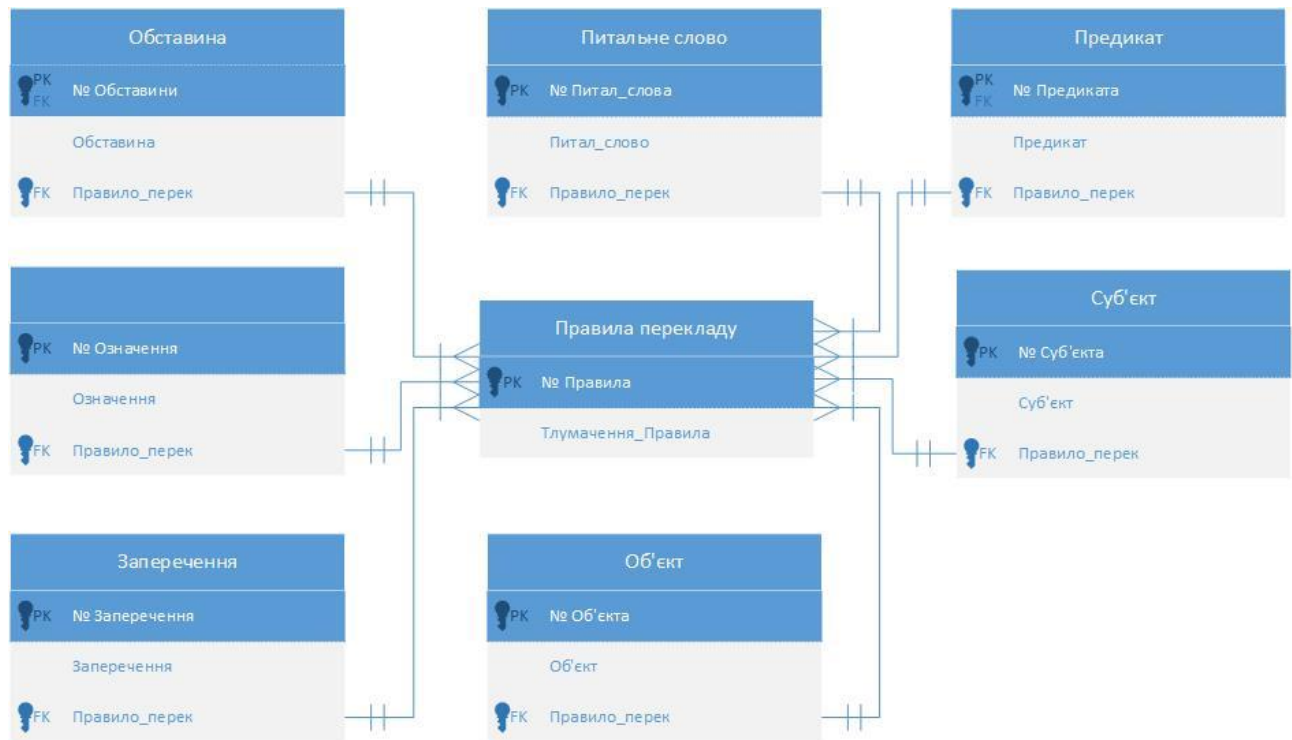 Обставина
PK
FK
№ Обставини
Обставина
FK Правило_перек
Питальне слово
PK № Питал_слова
Питал_слово
FK Правило_перек
Предикат
PK
FK
№ Предиката
Предикат
FK Правило_перек
PK № Означення
Означення
FK Правило_перек
Правила перекладу
PK № Правила
Тлумачення_Правила
Суб'єкт
PK № Суб'єкта
Суб'єкт
FK Правило_перек
Заперечення
PK № Заперечення
Заперечення
FK Правило_перек
Об'єкт
PK № Об'єкта
Об'єкт
FK Правило_перек